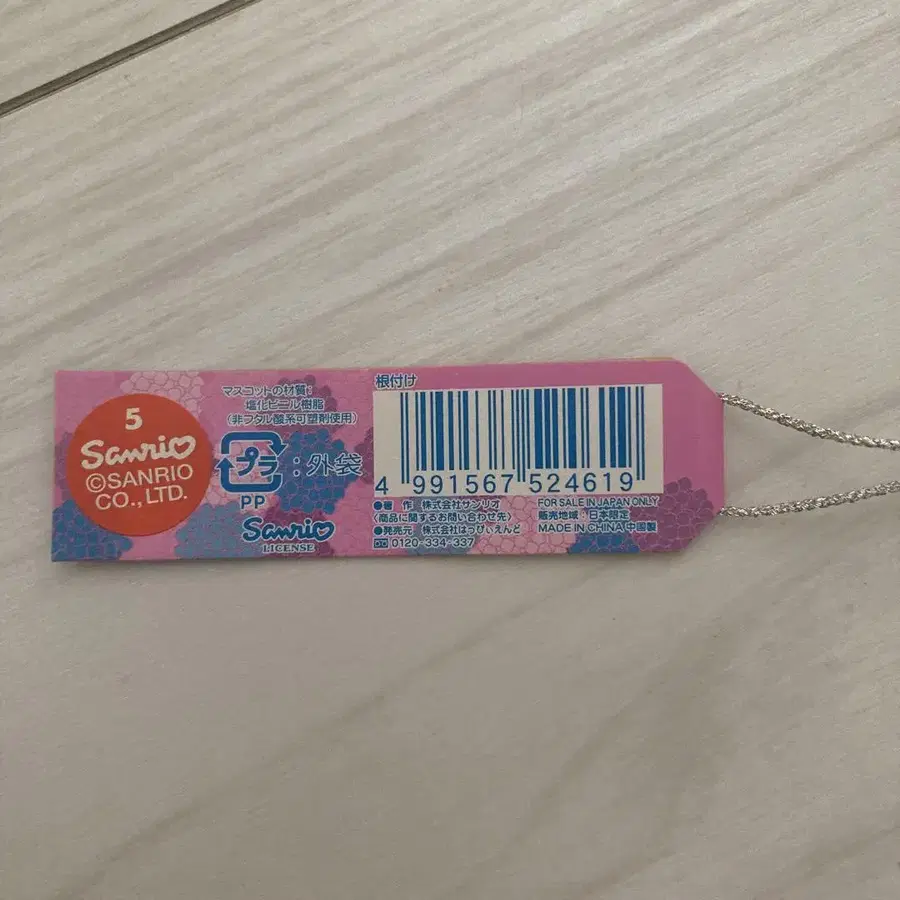 5
Sanrio
©SANRIO
CO.,LTD.
マスコットの材質:
塩化ビニル樹脂
(非フタル酸系可塑剤使用)
プラ :外袋
PP
Sanrio
LICENSE
根付け
4 991567 524619
●著 作 株式会社サンリオ
〈商品に関するお問い合わせ先〉
●発売元 株式会社はっぴぃえんど
0120-334-337
FOR SALE IN JAPAN ONLY
販売地域・日本限定
MADE IN CHINA 中国製